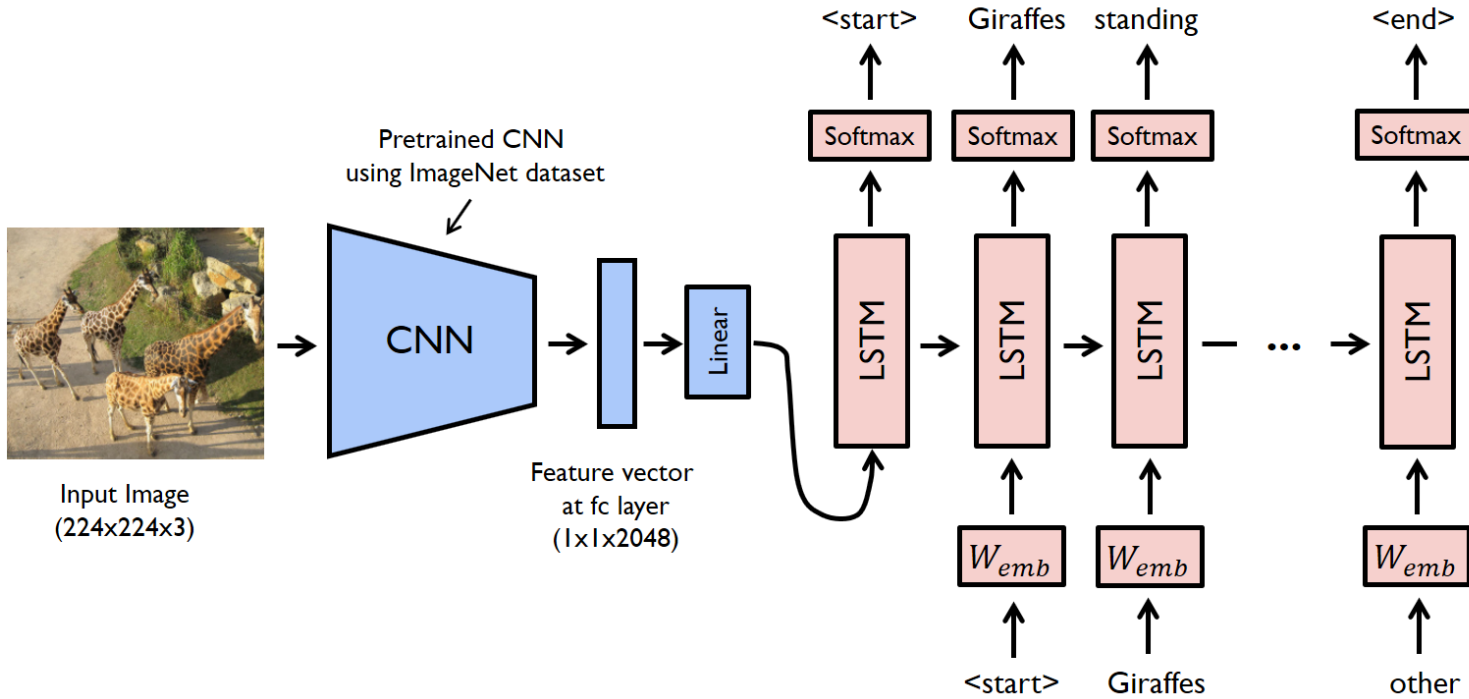 <start> Giraffes standing <end>
Softmax Softmax Softmax Softmax
Pretrained CNN
using ImageNet dataset
CNN
Linear
LSTM LSTM LSTM ... LSTM
Input Image
(224x224x3)
Feature vector
at fc layer
(1x1x2048)
W_emb W_emb W_emb
<start> Giraffes other